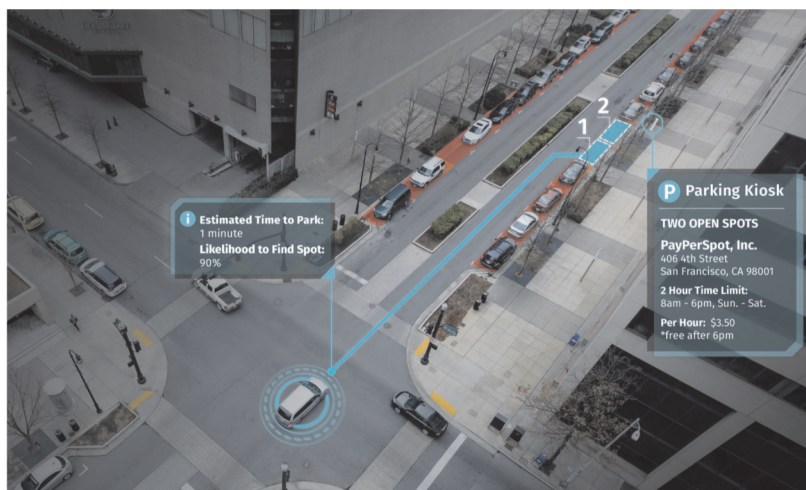 1
2
i
Estimated Time to Park:
1 minute
Likelihood to Find Spot:
90%
P Parking Kiosk
TWO OPEN SPOTS
PayPerSpot, Inc.
406 4th Street
San Francisco, CA 98001
2 Hour Time Limit:
8am - 6pm, Sun. - Sat.
Per Hour: $3.50
*free after 6pm